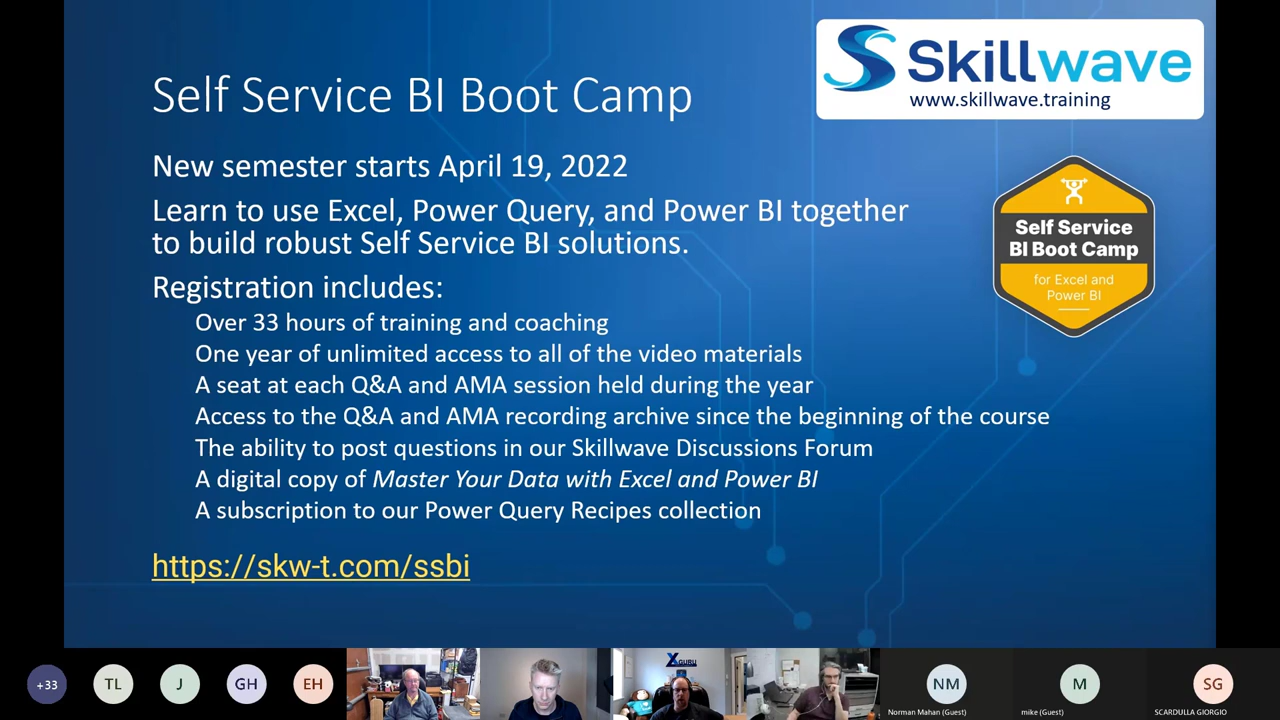 Skillwave
www.skillwave.training
Self Service BI Boot Camp
New semester starts April 19, 2022
Learn to use Excel, Power Query, and Power BI together
to build robust Self Service BI solutions.
Self Service
BI Boot Camp
for Excel and
Power BI
Registration includes:
Over 33 hours of training and coaching
One year of unlimited access to all of the video materials
A seat at each Q&A and AMA session held during the year
Access to the Q&A and AMA recording archive since the beginning of the course
The ability to post questions in our Skillwave Discussions Forum
A digital copy of Master Your Data with Excel and Power BI
A subscription to our Power Query Recipes collection
https://skw-t.com/ssbi
+33
TL
J
GH
EH
GURU
NM
Norman Mahan (Guest)
M
mike (Guest)
SG
SCARDULLA GIORGIO